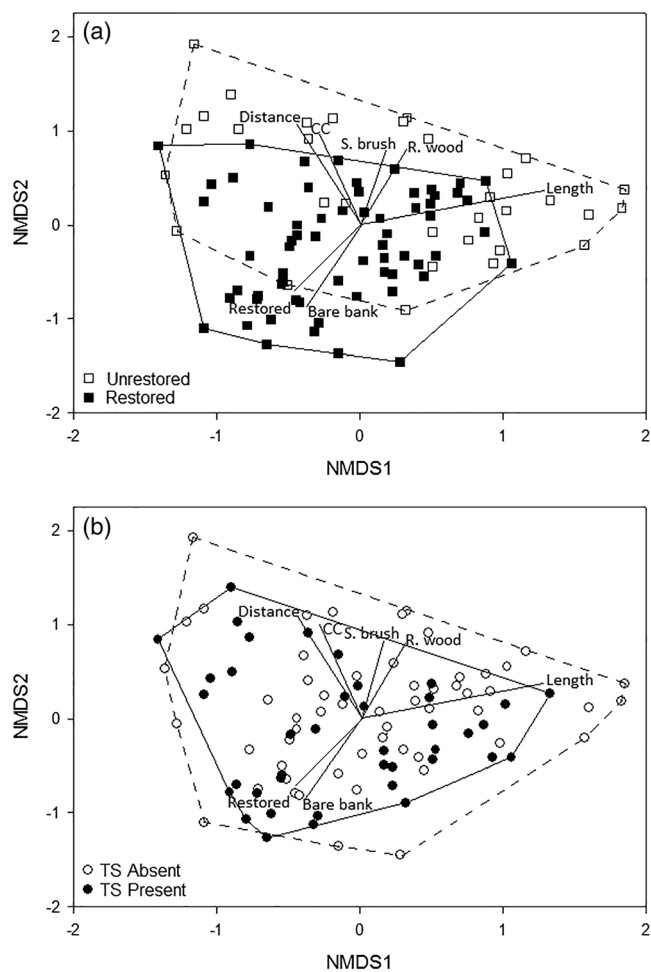 (a)
2
1
0
-1
-2
NMDS2
Distance
CC
S. brush
R. wood
Length
Restored
Bare bank
Unrestored
Restored
-2
-1
0
1
2
NMDS1
(b)
2
1
0
-1
-2
NMDS2
Distance
CC
S. brush
R. wood
Length
Restored
Bare bank
TS Absent
TS Present
-2
-1
0
1
2
NMDS1